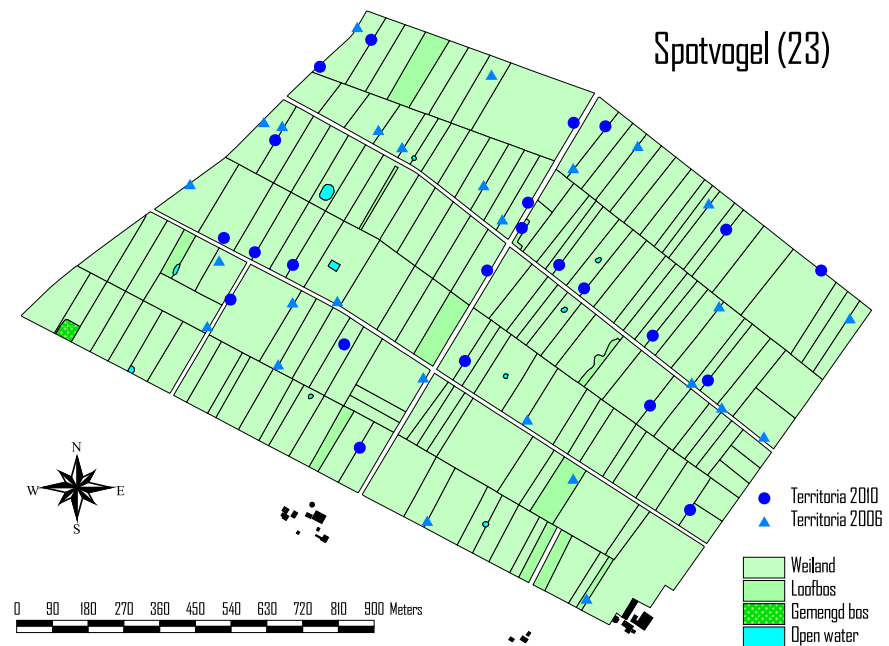 Spotvogel (23)
N
W E
S
Territoria 2010
Territoria 2006
Weiland
Loofbos
Gemengd bos
Open water
0 90 180 270 360 450 540 630 720 810 900 Meters